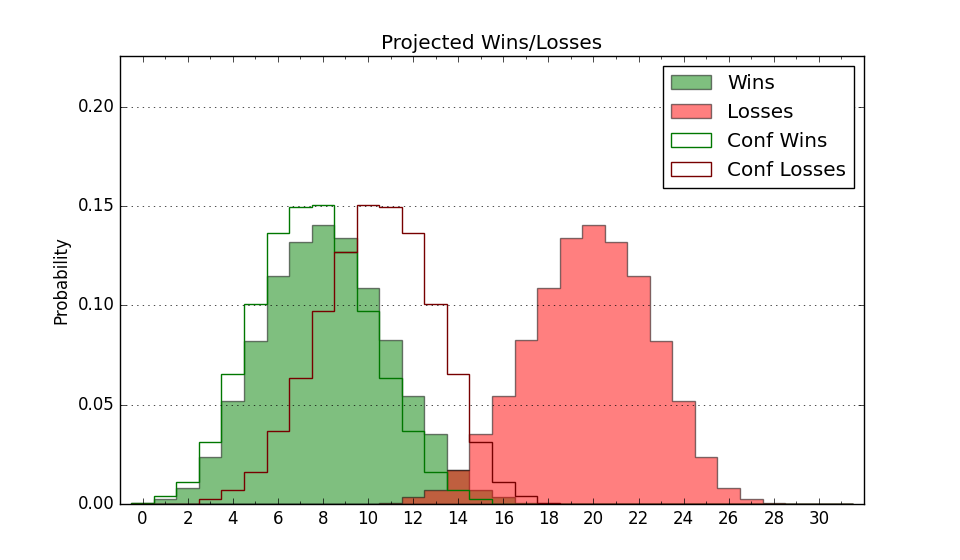 Projected Wins/Losses
Wins
Losses
Conf Wins
Conf Losses
Probability
0.20
0.15
0.10
0.05
0.00
0 2 4 6 8 10 12 14 16 18 20 22 24 26 28 30